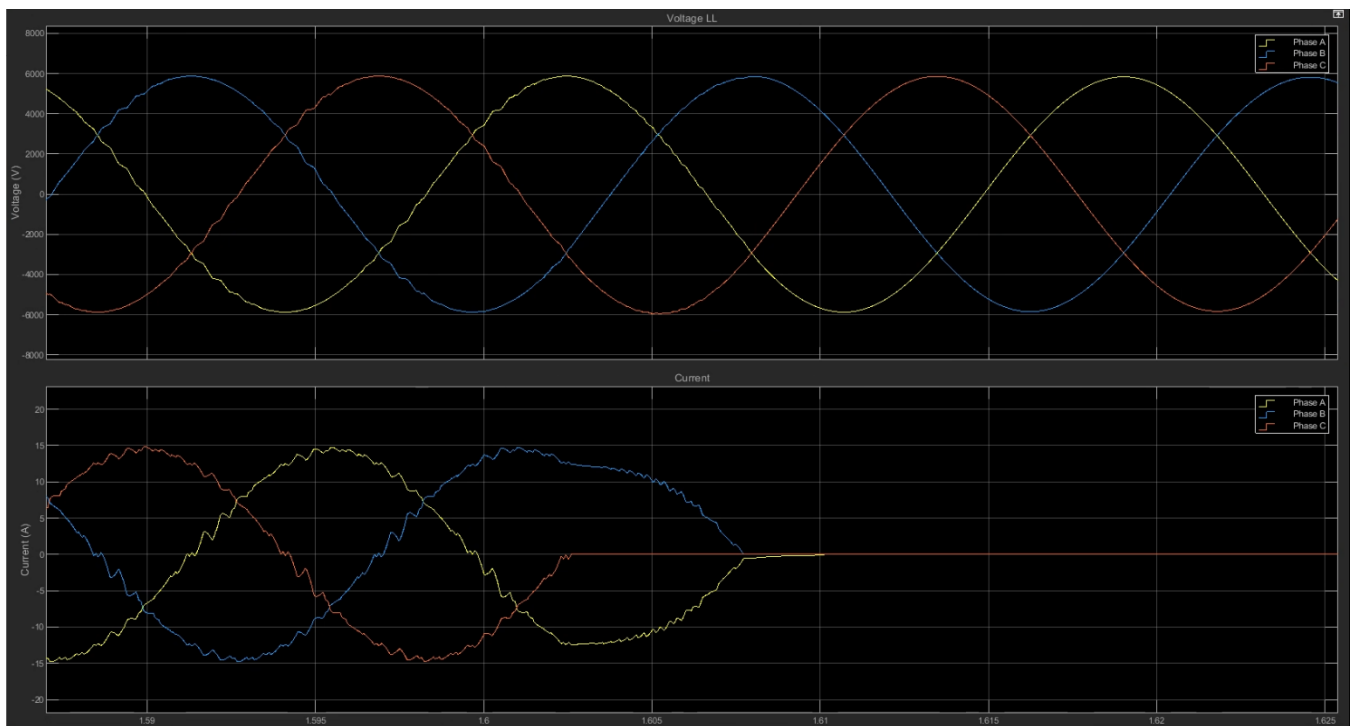 Voltage LL
Phase A
Phase B
Phase C
8000
6000
4000
2000
0
-2000
-4000
-6000
-8000
Voltage (V)
Current
Phase A
Phase B
Phase C
20
15
10
5
0
-5
-10
-15
-20
Current (A)
1.59 1.595 1.6 1.605 1.61 1.615 1.62 1.625